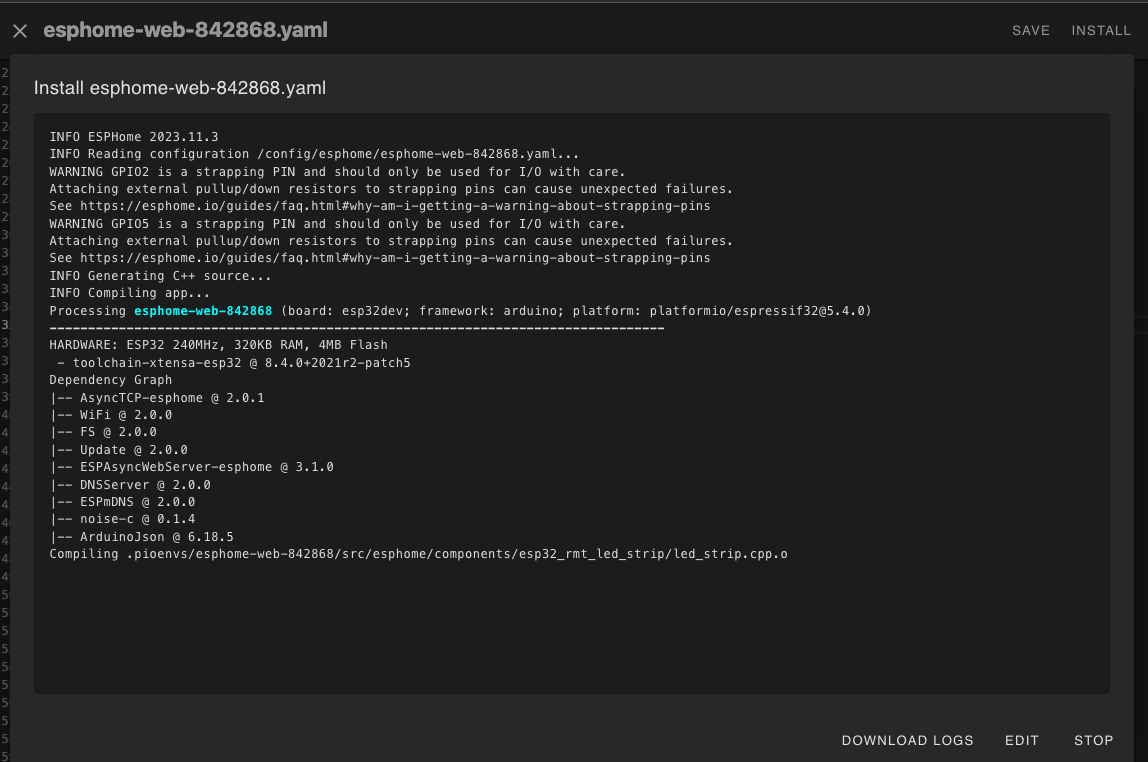 esphome-web-842868.yaml
SAVE
INSTALL
Install esphome-web-842868.yaml
INFO ESPHome 2023.11.3
INFO Reading configuration /config/esphome/esphome-web-842868.yaml...
WARNING GPIO2 is a strapping PIN and should only be used for I/O with care.
Attaching external pullup/down resistors to strapping pins can cause unexpected failures.
See https://esphome.io/guides/faq.html#why-am-i-getting-a-warning-about-strapping-pins
WARNING GPIO5 is a strapping PIN and should only be used for I/O with care.
Attaching external pullup/down resistors to strapping pins can cause unexpected failures.
See https://esphome.io/guides/faq.html#why-am-i-getting-a-warning-about-strapping-pins
INFO Generating C++ source...
INFO Compiling app...
Processing esphome-web-842868 (board: esp32dev; framework: arduino; platform: platformio/espressif32@5.4.0)
--------------------------------------------------------------------------------
HARDWARE: ESP32 240MHz, 320KB RAM, 4MB Flash
 - toolchain-xtensa-esp32 @ 8.4.0+2021r2-patch5
Dependency Graph
|-- AsyncTCP-esphome @ 2.0.1
|-- WiFi @ 2.0.0
|-- FS @ 2.0.0
|-- Update @ 2.0.0
|-- ESPAsyncWebServer-esphome @ 3.1.0
|-- DNSServer @ 2.0.0
|-- ESPmDNS @ 2.0.0
|-- noise-c @ 0.1.4
|-- ArduinoJson @ 6.18.5
Compiling .pioenvs/esphome-web-842868/src/esphome/components/esp32_rmt_led_strip/led_strip.cpp.o
DOWNLOAD LOGS
EDIT
STOP